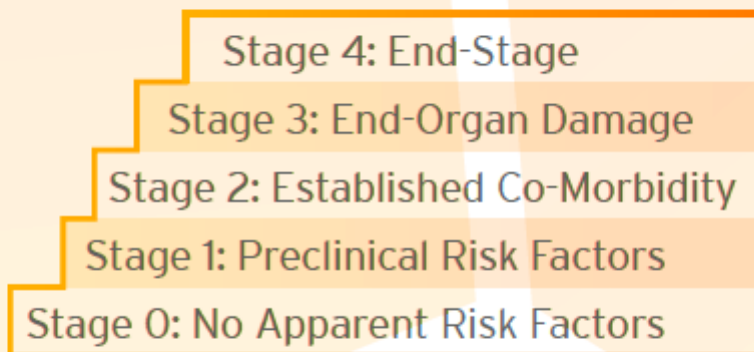 Stage 4: End-Stage
Stage 3: End-Organ Damage
Stage 2: Established Co-Morbidity
Stage 1: Preclinical Risk Factors
Stage 0: No Apparent Risk Factors